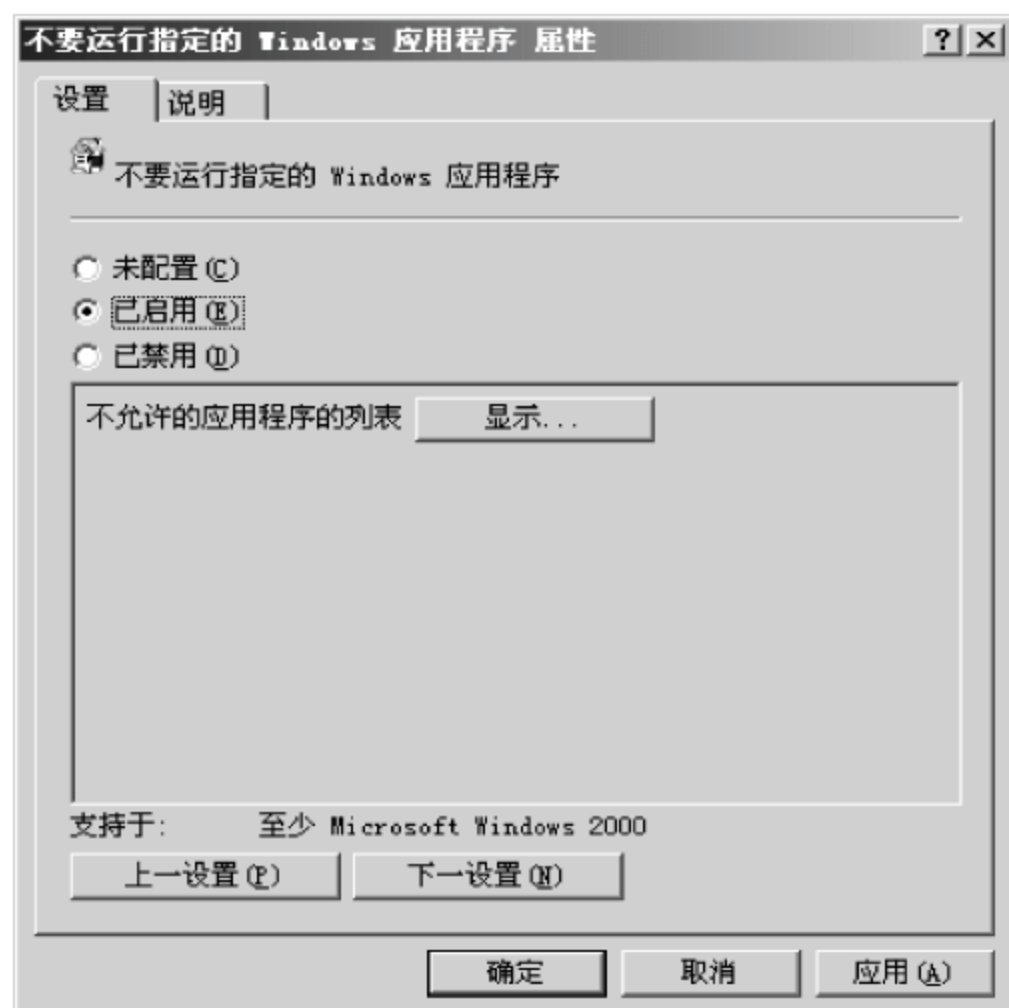 不要运行指定的 Windows 应用程序 属性
设置 说明
不要运行指定的 Windows 应用程序
未配置(C)
已启用(E)
已禁用(D)
不允许的应用程序的列表 显示...
支持于: 至少 Microsoft Windows 2000
上一设置(P) 下一设置(N)
确定 取消 应用(A)